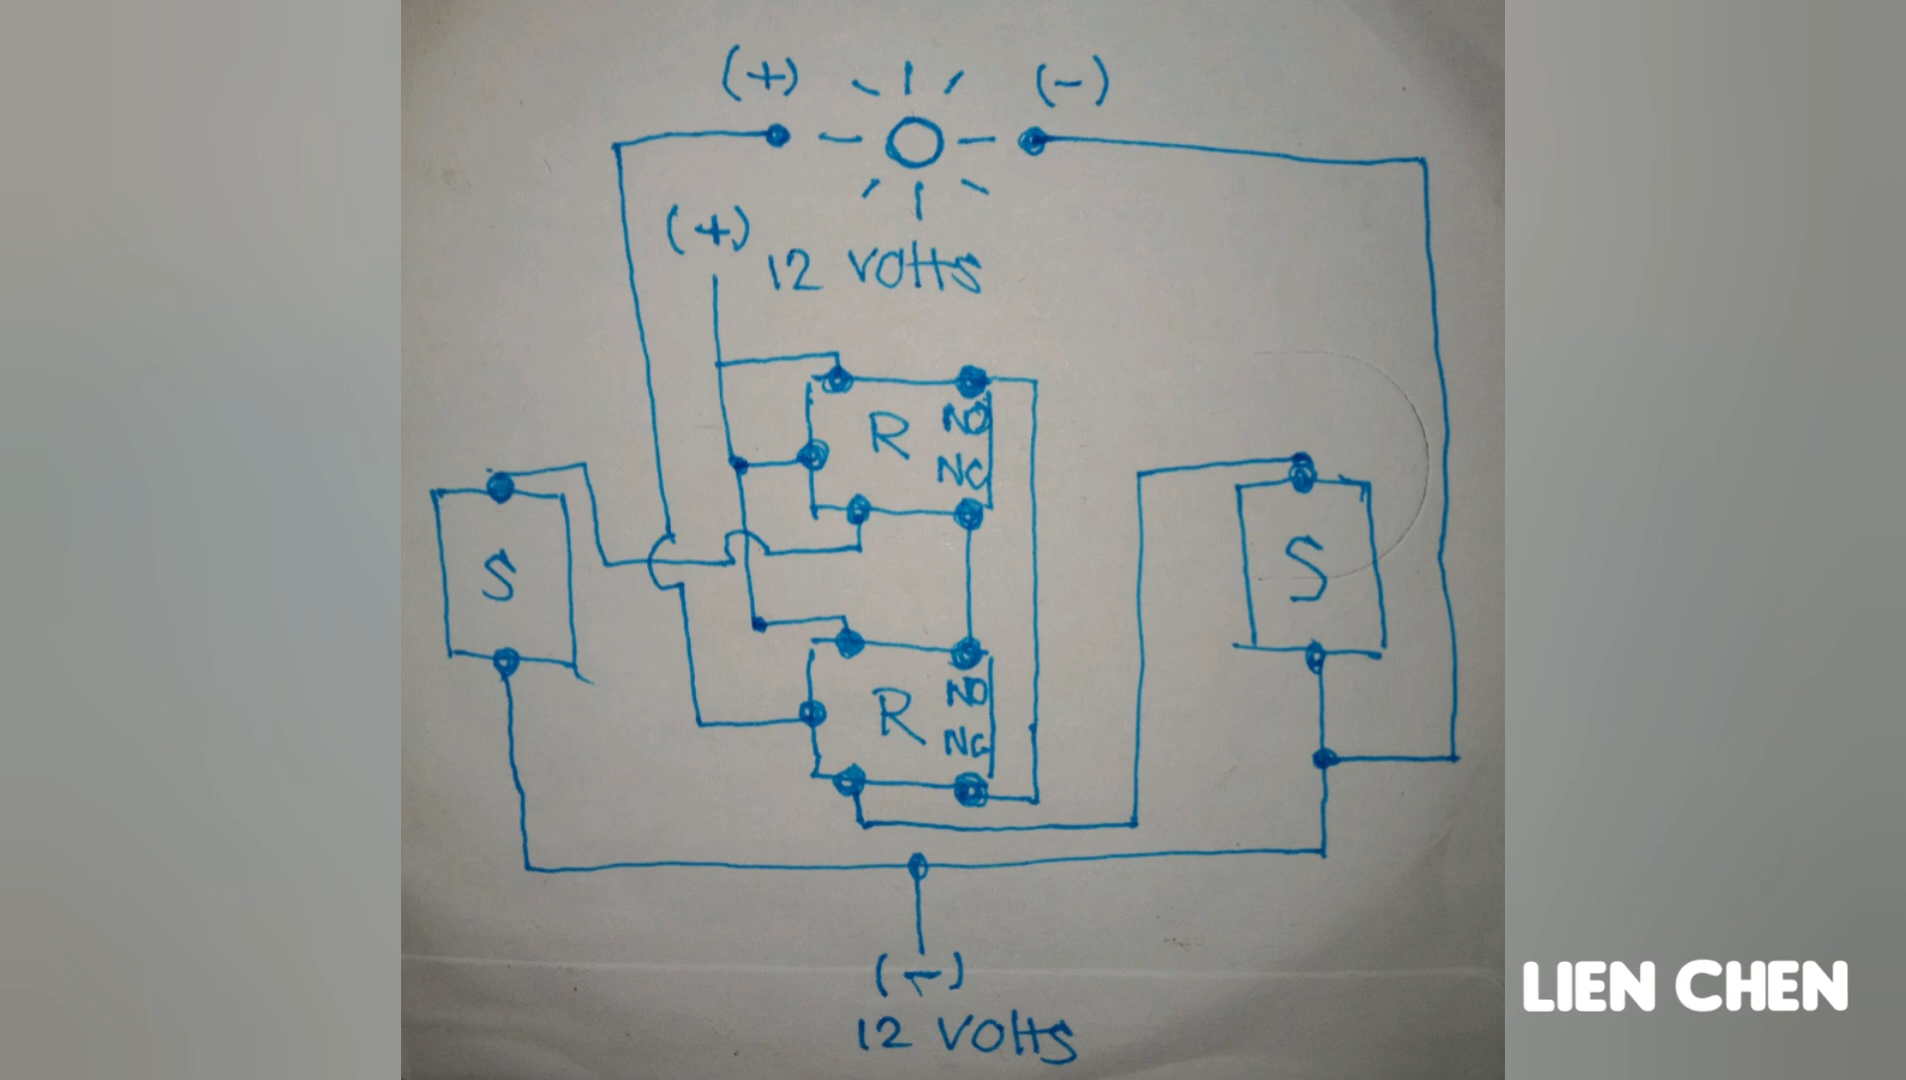 (+) (-)
(+)
12 VOltS
R NO
NC
S
S
R NO
NC
(-)
12 VOltS
LIEN CHEN